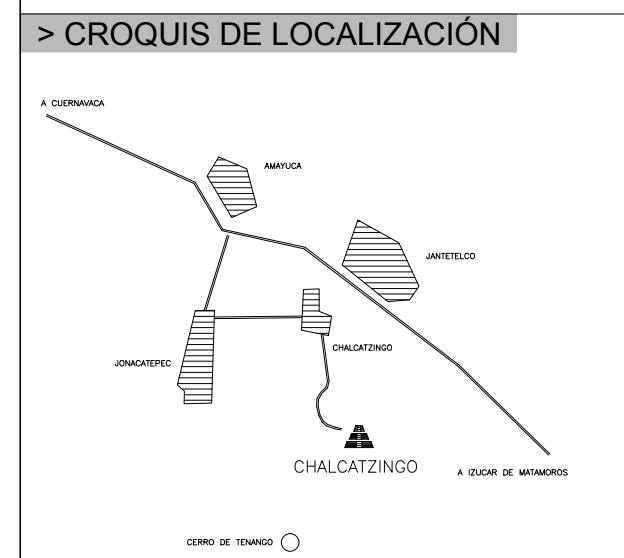 > CROQUIS DE LOCALIZACIÓN
A CUERNAVACA
AMAYUCA
JANTETELCO
CHALCATZINGO
JONACATEPEC
CHALCATZINGO
A IZUCAR DE MATAMOROS
CERRO DE TENANGO